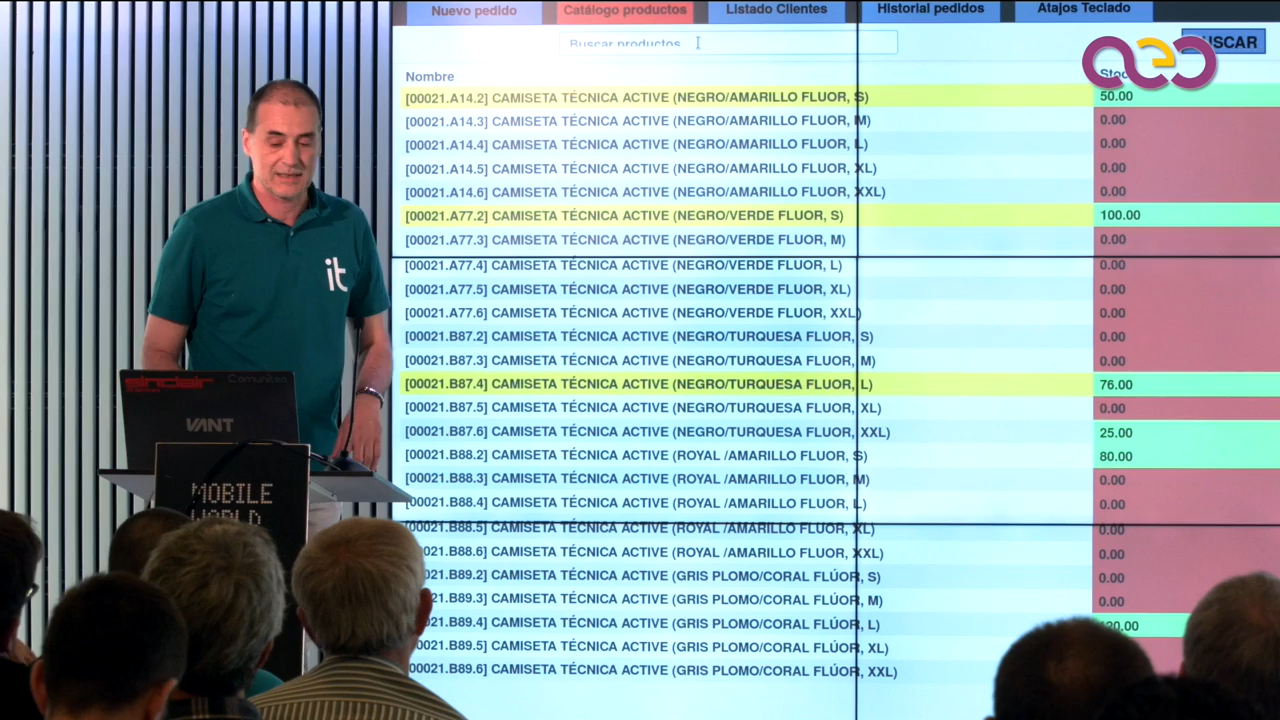 Nuevo pedido
Catálogo productos
Listado Clientes
Historial pedidos
Atajos Teclado
Buscar productos
BUSCAR
aec
Nombre
[00021.A14.2] CAMISETA TÉCNICA ACTIVE (NEGRO/AMARILLO FLUOR, S) 50.00
[00021.A14.3] CAMISETA TÉCNICA ACTIVE (NEGRO/AMARILLO FLUOR, M) 0.00
[00021.A14.4] CAMISETA TÉCNICA ACTIVE (NEGRO/AMARILLO FLUOR, L) 0.00
[00021.A14.5] CAMISETA TÉCNICA ACTIVE (NEGRO/AMARILLO FLUOR, XL) 0.00
[00021.A14.6] CAMISETA TÉCNICA ACTIVE (NEGRO/AMARILLO FLUOR, XXL) 0.00
[00021.A77.2] CAMISETA TÉCNICA ACTIVE (NEGRO/VERDE FLUOR, S) 100.00
[00021.A77.3] CAMISETA TÉCNICA ACTIVE (NEGRO/VERDE FLUOR, M) 0.00
[00021.A77.4] CAMISETA TÉCNICA ACTIVE (NEGRO/VERDE FLUOR, L) 0.00
[00021.A77.5] CAMISETA TÉCNICA ACTIVE (NEGRO/VERDE FLUOR, XL) 0.00
[00021.A77.6] CAMISETA TÉCNICA ACTIVE (NEGRO/VERDE FLUOR, XXL) 0.00
[00021.B87.2] CAMISETA TÉCNICA ACTIVE (NEGRO/TURQUESA FLUOR, S) 0.00
[00021.B87.3] CAMISETA TÉCNICA ACTIVE (NEGRO/TURQUESA FLUOR, M) 0.00
[00021.B87.4] CAMISETA TÉCNICA ACTIVE (NEGRO/TURQUESA FLUOR, L) 76.00
[00021.B87.5] CAMISETA TÉCNICA ACTIVE (NEGRO/TURQUESA FLUOR, XL) 0.00
[00021.B87.6] CAMISETA TÉCNICA ACTIVE (NEGRO/TURQUESA FLUOR, XXL) 25.00
[00021.B88.2] CAMISETA TÉCNICA ACTIVE (ROYAL /AMARILLO FLUOR, S) 80.00
[00021.B88.3] CAMISETA TÉCNICA ACTIVE (ROYAL /AMARILLO FLUOR, M) 0.00
[00021.B88.4] CAMISETA TÉCNICA ACTIVE (ROYAL /AMARILLO FLUOR, L) 0.00
00021.B88.5] CAMISETA TÉCNICA ACTIVE (ROYAL /AMARILLO FLUOR, XL) 0.00
00021.B88.6] CAMISETA TÉCNICA ACTIVE (ROYAL /AMARILLO FLUOR, XXL) 0.00
021.B89.2] CAMISETA TÉCNICA ACTIVE (GRIS PLOMO/CORAL FLÚOR, S) 0.00
021.B89.3] CAMISETA TÉCNICA ACTIVE (GRIS PLOMO/CORAL FLÚOR, M) 0.00
021.B89.4] CAMISETA TÉCNICA ACTIVE (GRIS PLOMO/CORAL FLÚOR, L) 20.00
00021.B89.5] CAMISETA TÉCNICA ACTIVE (GRIS PLOMO/CORAL FLÚOR, XL)
00021.B89.6] CAMISETA TÉCNICA ACTIVE (GRIS PLOMO/CORAL FLÚOR, XXL)
it
sinclair
VANT
MOBILE
WORLD